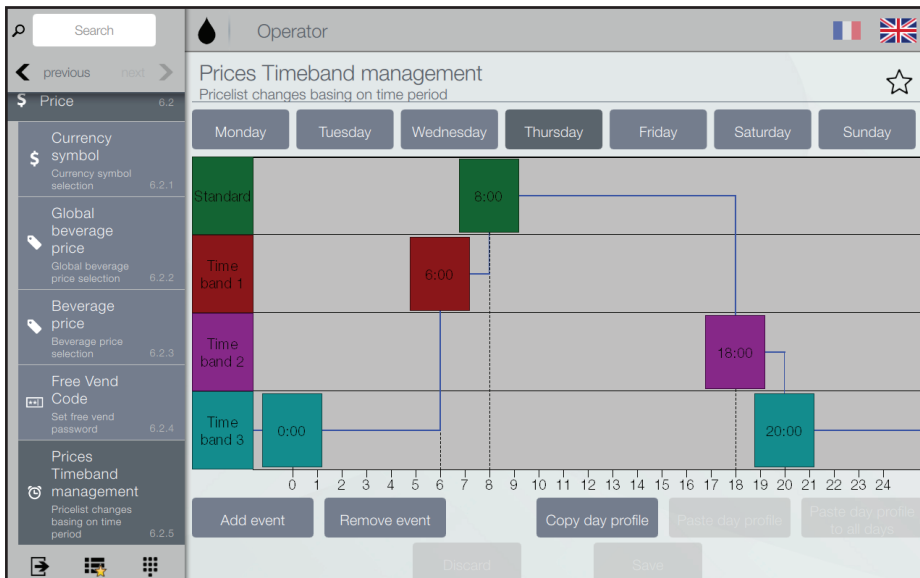 Search
Operator
previous
next
Price 6.2
Currency
symbol
Currency symbol
selection 6.2.1
Global
beverage
price
Global beverage
price selection 6.2.2
Beverage
price
Beverage price
selection 6.2.3
Free Vend
Code
Set free vend
password 6.2.4
Prices
Timeband
management
Pricelist changes
basing on time
period 6.2.5
Prices Timeband management
Pricelist changes basing on time period
Monday Tuesday Wednesday Thursday Friday Saturday Sunday
Standard 8:00
Time
band 1
6:00
Time
band 2
18:00
Time
band 3
0:00 20:00
0 1 2 3 4 5 6 7 8 9 10 11 12 13 14 15 16 17 18 19 20 21 22 23 24
Add event Remove event Copy day profile Paste day profile Paste day profile
to all days
Discard Save